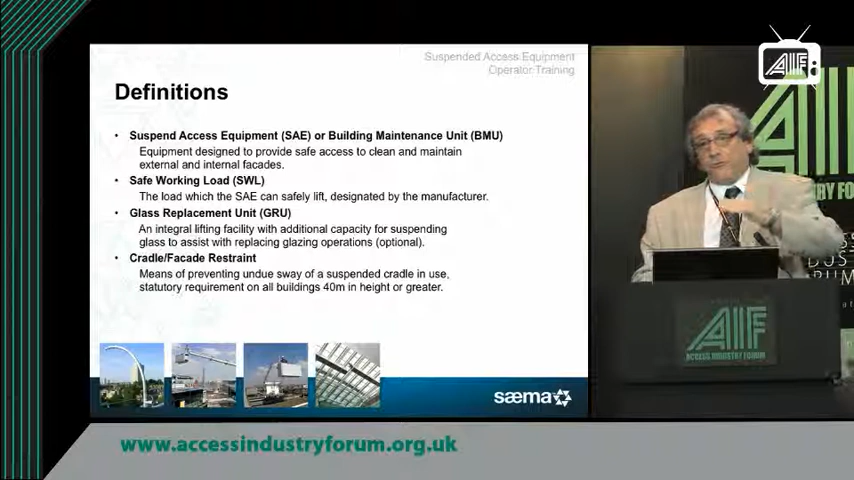 Suspended Access Equipment
Operator Training
AIF
Definitions
• Suspend Access Equipment (SAE) or Building Maintenance Unit (BMU)
Equipment designed to provide safe access to clean and maintain
external and internal facades.
• Safe Working Load (SWL)
The load which the SAE can safely lift, designated by the manufacturer.
• Glass Replacement Unit (GRU)
An integral lifting facility with additional capacity for suspending
glass to assist with replacing glazing operations (optional).
• Cradle/Facade Restraint
Means of preventing undue sway of a suspended cradle in use,
statutory requirement on all buildings 40m in height or greater.
saema
AIF
ACCESS INDUSTRY FORUM
www.accessindustryforum.org.uk